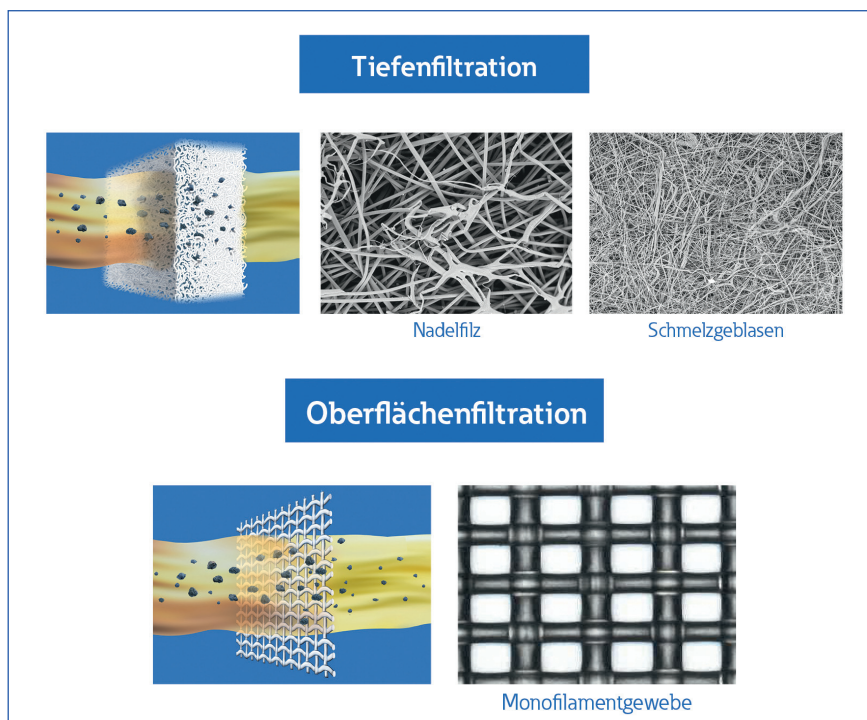 Tiefenfiltration
Nadelfilz
Schmelzgeblasen
Oberflächenfiltration
Monofilamentgewebe